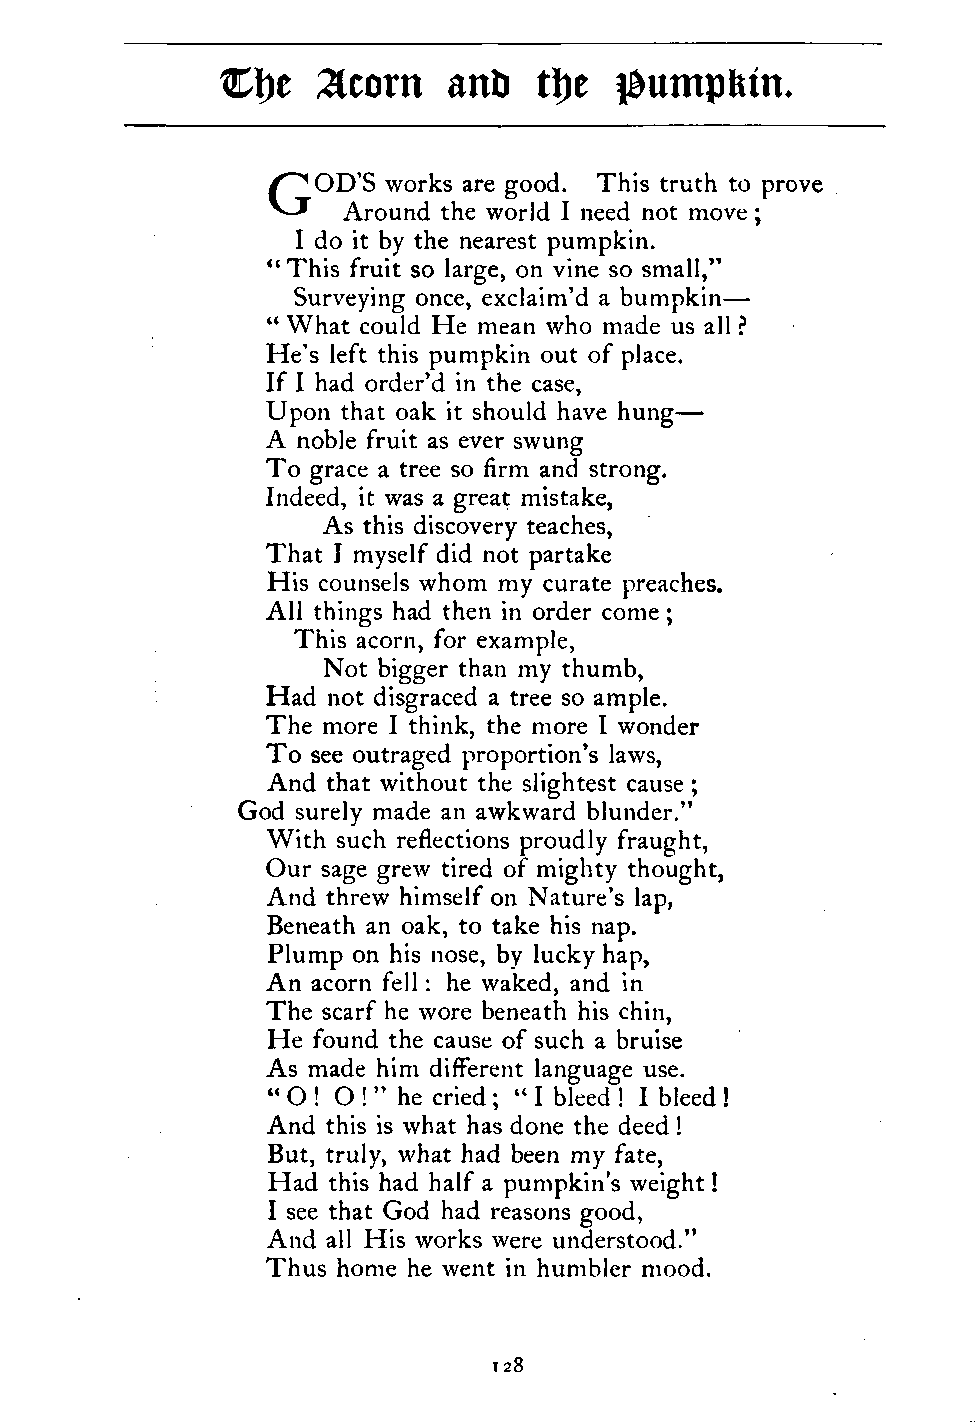 The Acorn and the Pumpkin.
GOD'S works are good. This truth to prove
Around the world I need not move;
I do it by the nearest pumpkin.
"This fruit so large, on vine so small,"
Surveying once, exclaim'd a bumpkin—
"What could He mean who made us all?
He's left this pumpkin out of place.
If I had order'd in the case,
Upon that oak it should have hung—
A noble fruit as ever swung
To grace a tree so firm and strong.
Indeed, it was a great mistake,
As this discovery teaches,
That I myself did not partake
His counsels whom my curate preaches.
All things had then in order come;
This acorn, for example,
Not bigger than my thumb,
Had not disgraced a tree so ample.
The more I think, the more I wonder
To see outraged proportion's laws,
And that without the slightest cause;
God surely made an awkward blunder."
With such reflections proudly fraught,
Our sage grew tired of mighty thought,
And threw himself on Nature's lap,
Beneath an oak, to take his nap.
Plump on his nose, by lucky hap,
An acorn fell: he waked, and in
The scarf he wore beneath his chin,
He found the cause of such a bruise
As made him different language use.
"O! O!" he cried; "I bleed! I bleed!
And this is what has done the deed!
But, truly, what had been my fate,
Had this had half a pumpkin's weight!
I see that God had reasons good,
And all His works were understood."
Thus home he went in humbler mood.
128